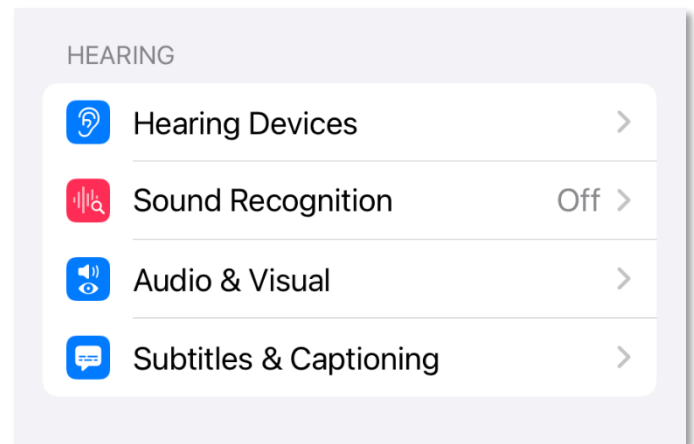 HEARING
Hearing Devices
Sound Recognition Off
Audio & Visual
Subtitles & Captioning